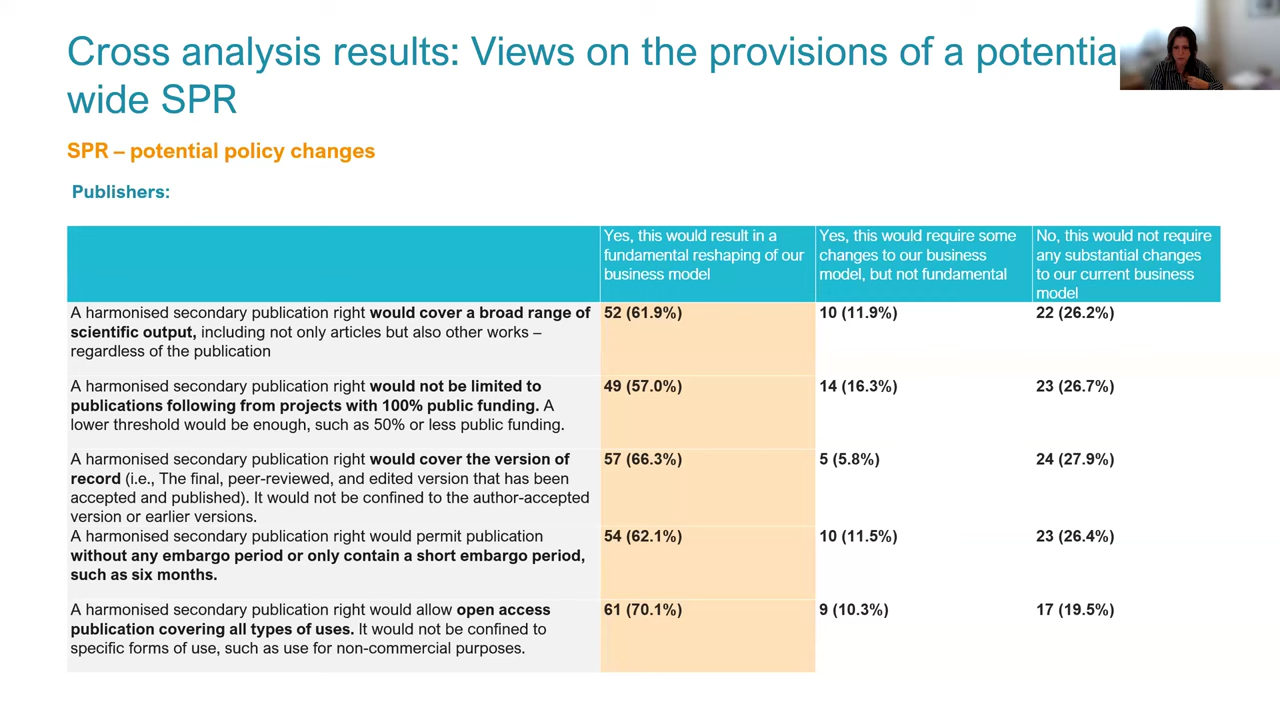 Cross analysis results: Views on the provisions of a potentia
wide SPR
SPR – potential policy changes
Publishers:
Yes, this would result in a fundamental reshaping of our business model
Yes, this would require some changes to our business model, but not fundamental
No, this would not require any substantial changes to our current business model
A harmonised secondary publication right would cover a broad range of
scientific output, including not only articles but also other works –
regardless of the publication
52 (61.9%)
10 (11.9%)
22 (26.2%)
A harmonised secondary publication right would not be limited to
publications following from projects with 100% public funding. A
lower threshold would be enough, such as 50% or less public funding.
49 (57.0%)
14 (16.3%)
23 (26.7%)
A harmonised secondary publication right would cover the version of
record (i.e., The final, peer-reviewed, and edited version that has been
accepted and published). It would not be confined to the author-accepted
version or earlier versions.
57 (66.3%)
5 (5.8%)
24 (27.9%)
A harmonised secondary publication right would permit publication
without any embargo period or only contain a short embargo period,
such as six months.
54 (62.1%)
10 (11.5%)
23 (26.4%)
A harmonised secondary publication right would allow open access
publication covering all types of uses. It would not be confined to
specific forms of use, such as use for non-commercial purposes.
61 (70.1%)
9 (10.3%)
17 (19.5%)